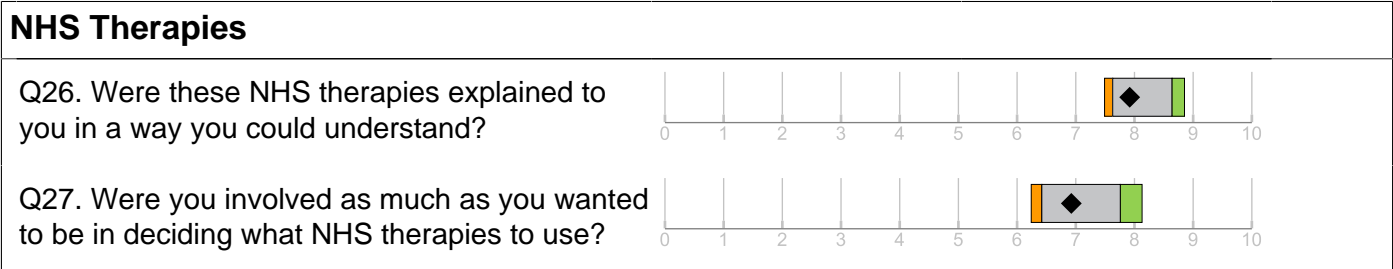 NHS Therapies
Q26. Were these NHS therapies explained to
you in a way you could understand?
0 1 2 3 4 5 6 7 8 9 10
Q27. Were you involved as much as you wanted
to be in deciding what NHS therapies to use?
0 1 2 3 4 5 6 7 8 9 10